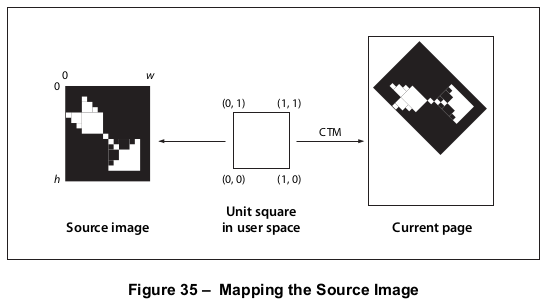 0
w
0
h
(0, 1)
(1, 1)
CTM
(0, 0)
(1, 0)
Source image
Unit square
in user space
Current page
Figure 35 – Mapping the Source Image